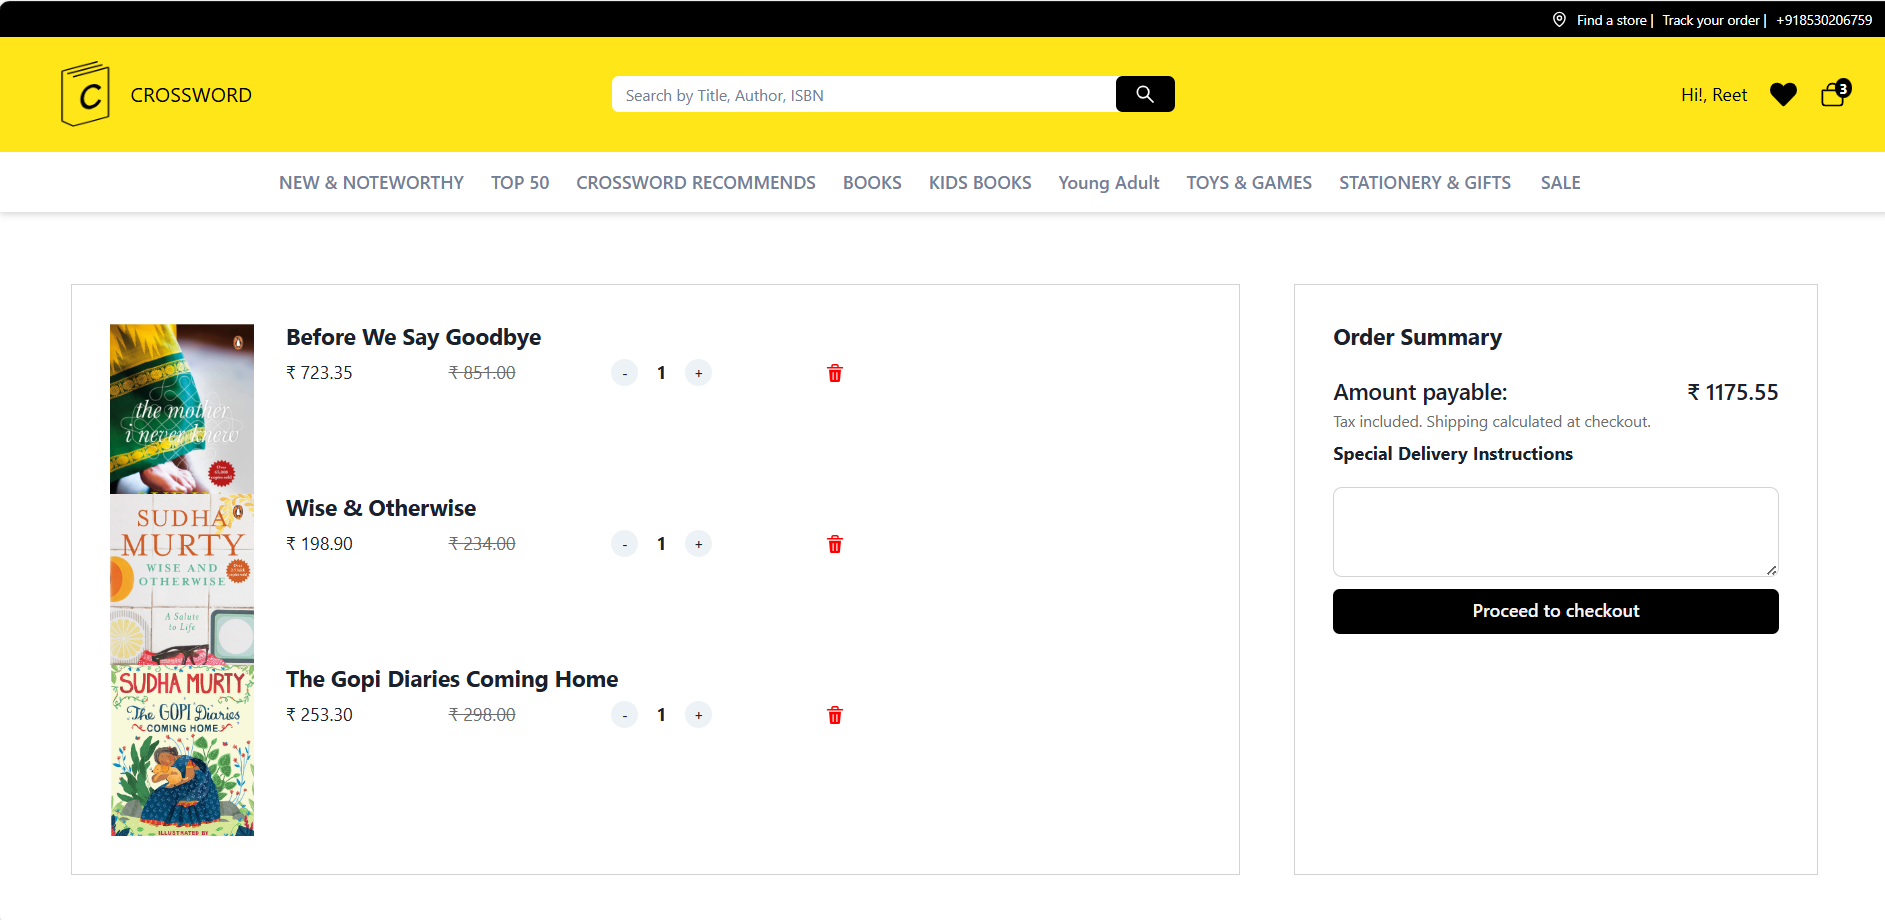 Find a store | Track your order | +918530206759
C CROSSWORD
Search by Title, Author, ISBN
Hi!, Reet
3
NEW & NOTEWORTHY TOP 50 CROSSWORD RECOMMENDS BOOKS KIDS BOOKS Young Adult TOYS & GAMES STATIONERY & GIFTS SALE
the mother
i never knew
Before We Say Goodbye
₹ 723.35 ₹ 851.00 - 1 +
SUDHA
MURTY
WISE AND
OTHERWISE
A Salute
to Life
Wise & Otherwise
₹ 198.90 ₹ 234.00 - 1 +
SUDHA MURTY
The GOPI Diaries
COMING HOME
ILLUSTRATED BY
The Gopi Diaries Coming Home
₹ 253.30 ₹ 298.00 - 1 +
Order Summary
Amount payable: ₹ 1175.55
Tax included. Shipping calculated at checkout.
Special Delivery Instructions
Proceed to checkout